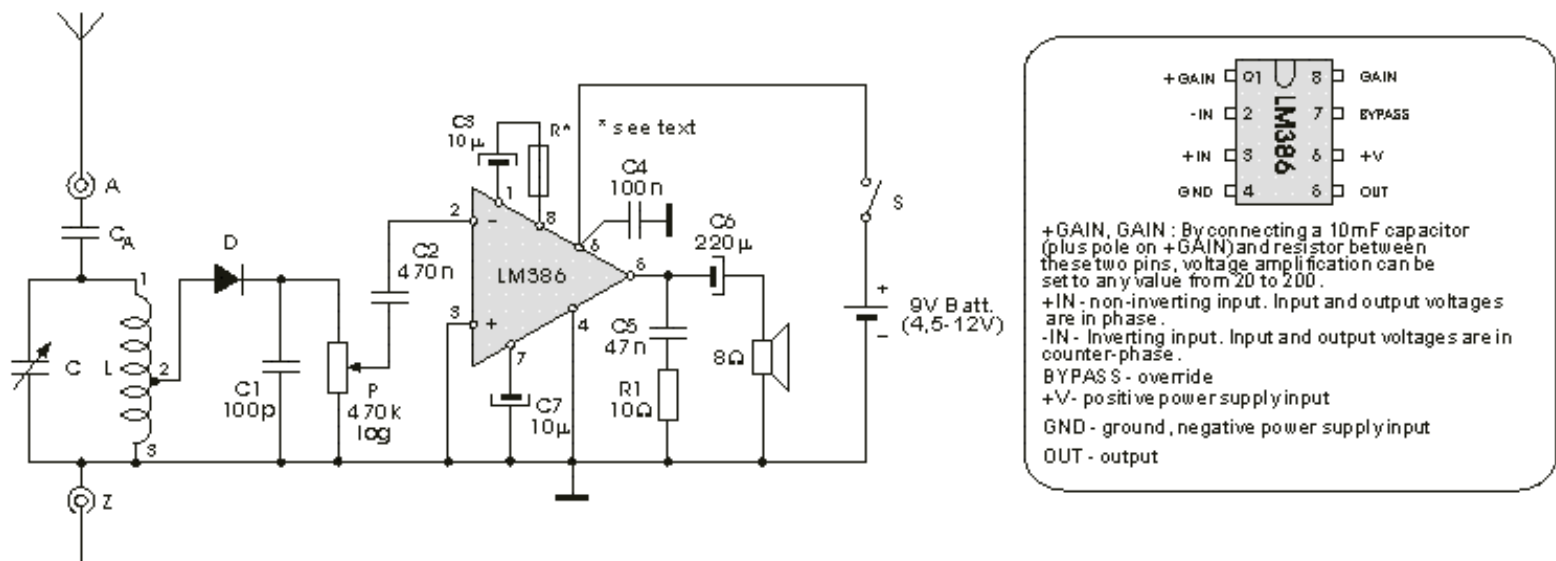 A
C_A
C
L
1
2
3
D
C1
100p
P
470k
log
C2
470n
C3
10µ
R*
* see text
C4
100n
1
8
2
-
3
+
LM386
6
6
4
7
C7
10µ
C5
47n
R1
10Ω
C6
220µ
8Ω
S
+
9V Batt.
(4,5-12V)
-
Z
+GAIN 01 8 GAIN
-IN 2 7 BYPASS
+IN 3 6 +V
GND 4 6 OUT
LM386
+GAIN, GAIN : By connecting a 10mF capacitor
(plus pole on +GAIN) and resistor between
these two pins, voltage amplification can be
set to any value from 20 to 200.
+IN - non-inverting input. Input and output voltages
are in phase.
-IN - Inverting input. Input and output voltages are in
counter-phase.
BYPASS - override
+V - positive power supply input
GND - ground, negative power supply input
OUT - output